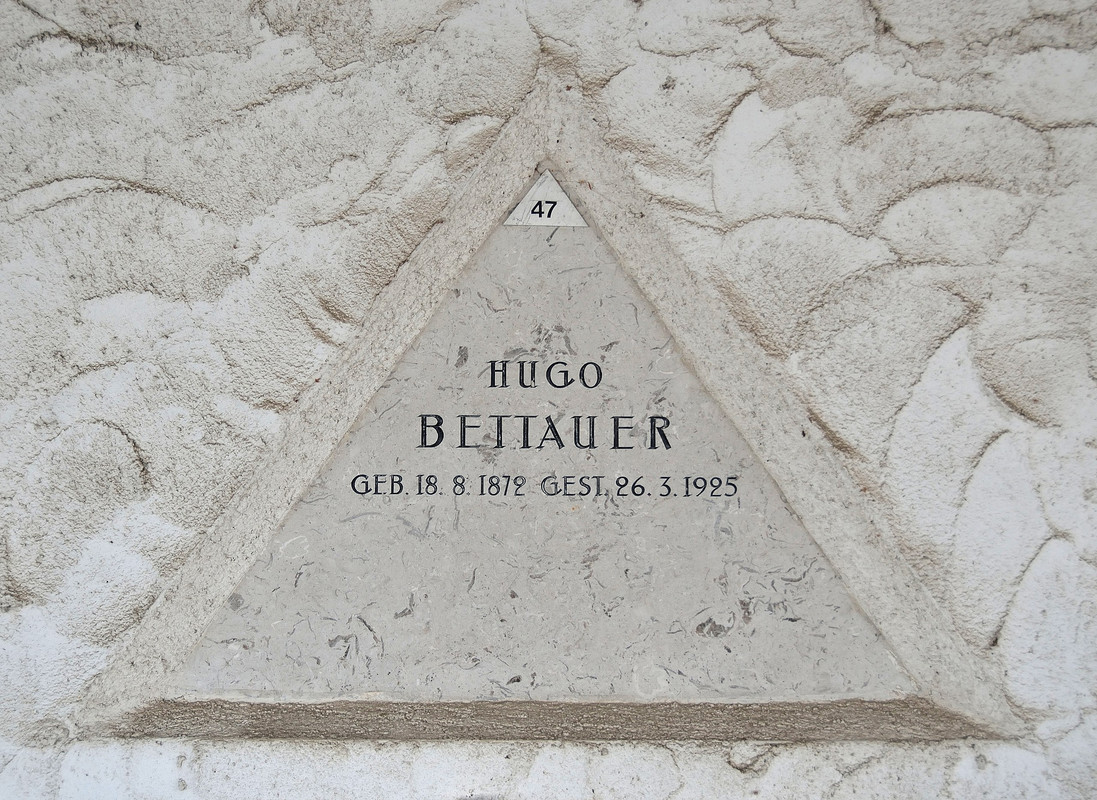 47
HUGO
BETTAUER
GEB. 18. 8. 1872 GEST. 26. 3. 1925